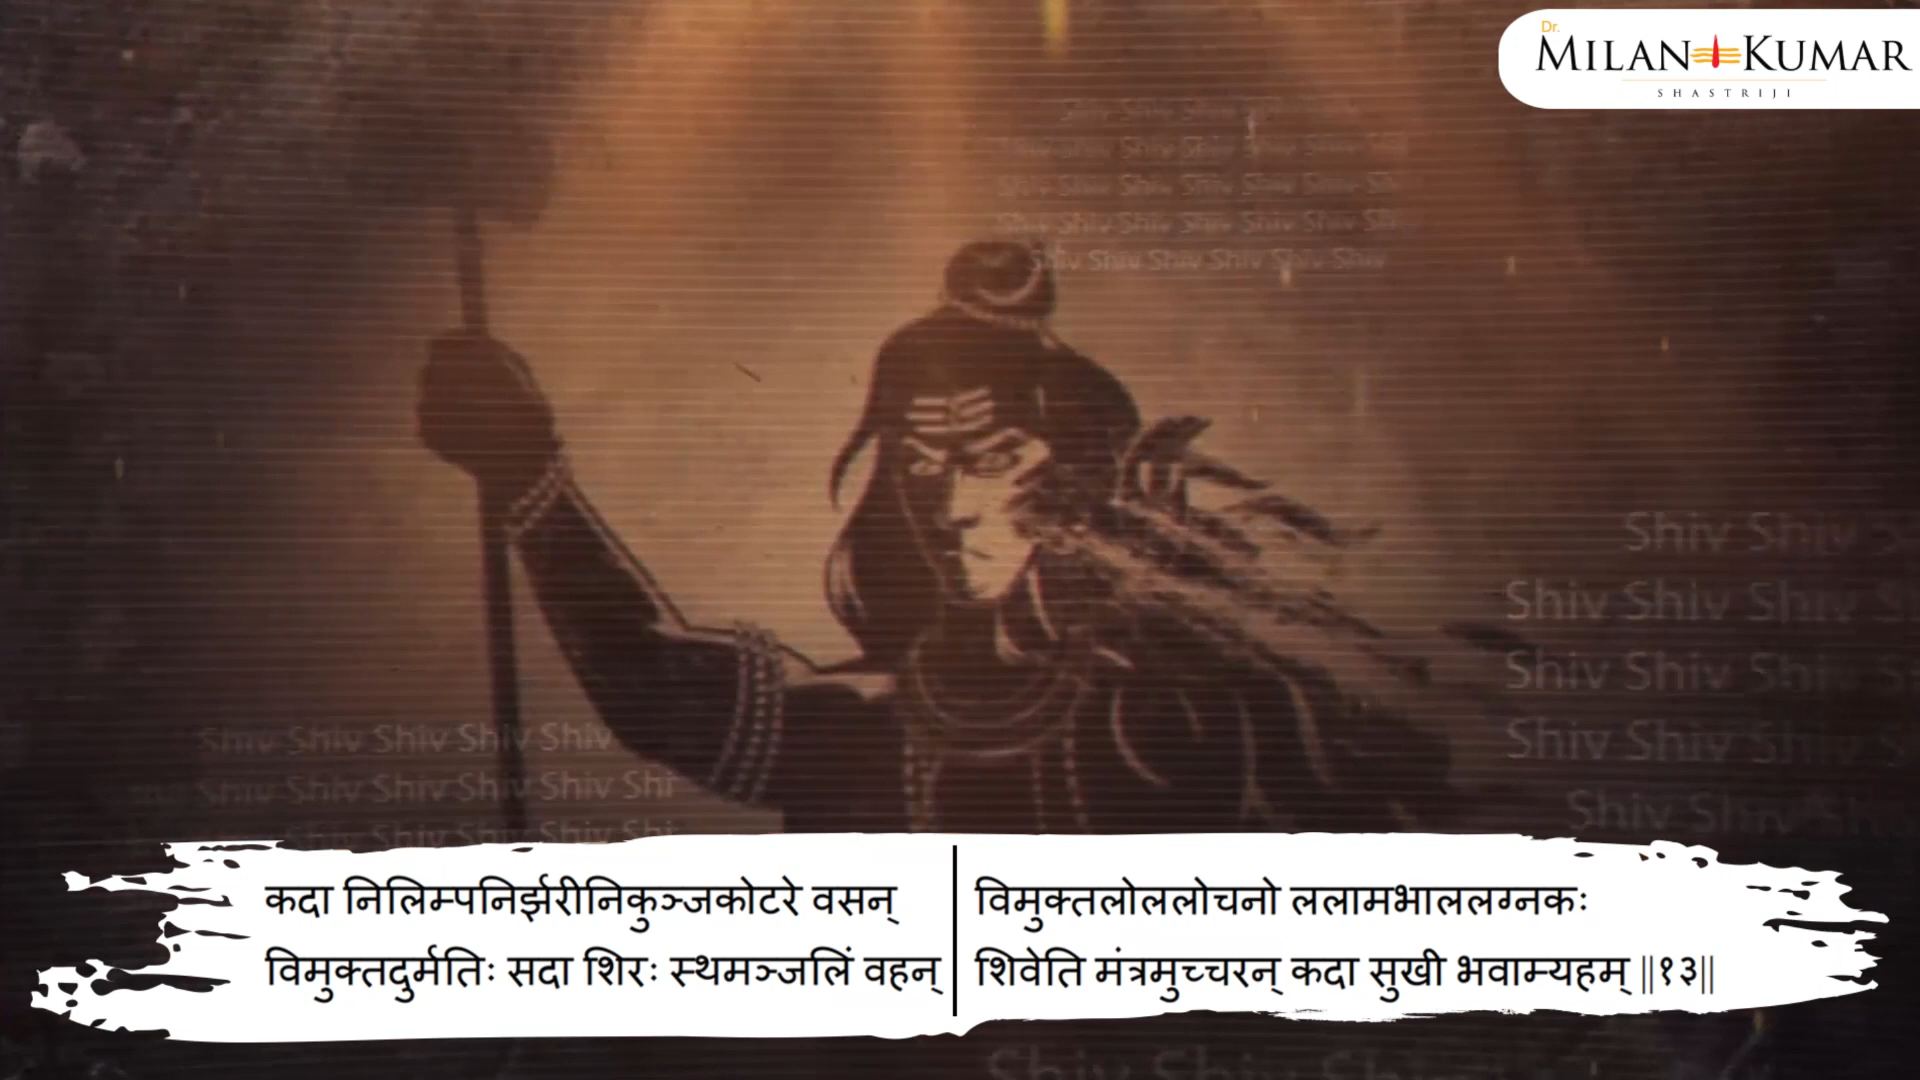 Dr.
MILAN KUMAR
SHASTRIJI
Shiv Shiv Shiv Shiv Shiv Shiv
Shiv Shiv
Shiv Shiv Shiv
Shiv Shiv Shiv
Shiv Shiv Shiv
Shiv Shiv Shiv
Shiv Shiv Shiv Shiv Shiv
Shiv Shiv Shiv Shiv Shiv Shi
कदा निलिम्पनिर्झरीनिकुञ्जकोटरे वसन्
विमुक्तदुर्मतिः सदा शिरः स्थमञ्जलिं वहन्
विमुक्तलोललोचनो ललामभाललग्नकः
शिवेति मंत्रमुच्चरन् कदा सुखी भवाम्यहम् ||१३||